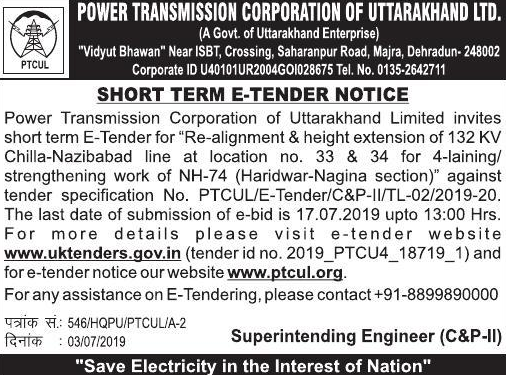 POWER TRANSMISSION CORPORATION OF UTTARAKHAND LTD.
(A Govt. of Uttarakhand Enterprise)
"Vidyut Bhawan" Near ISBT, Crossing, Saharanpur Road, Majra, Dehradun- 248002
Corporate ID U40101UR2004GOI028675 Tel. No. 0135-2642711
PTCUL
SHORT TERM E-TENDER NOTICE
Power Transmission Corporation of Uttarakhand Limited invites
short term E-Tender for "Re-alignment & height extension of 132 KV
Chilla-Nazibabad line at location no. 33 & 34 for 4-laining/
strengthening work of NH-74 (Haridwar-Nagina section)" against
tender specification No. PTCUL/E-Tender/C&P-II/TL-02/2019-20.
The last date of submission of e-bid is 17.07.2019 upto 13:00 Hrs.
For more details please visit e-tender website
www.uktenders.gov.in (tender id no. 2019_PTCU4_18719_1) and
for e-tender notice our website www.ptcul.org.
For any assistance on E-Tendering, please contact +91-8899890000
पत्रांक सं.: 546/HQPU/PTCUL/A-2
दिनांक : 03/07/2019
Superintending Engineer (C&P-II)
"Save Electricity in the Interest of Nation"